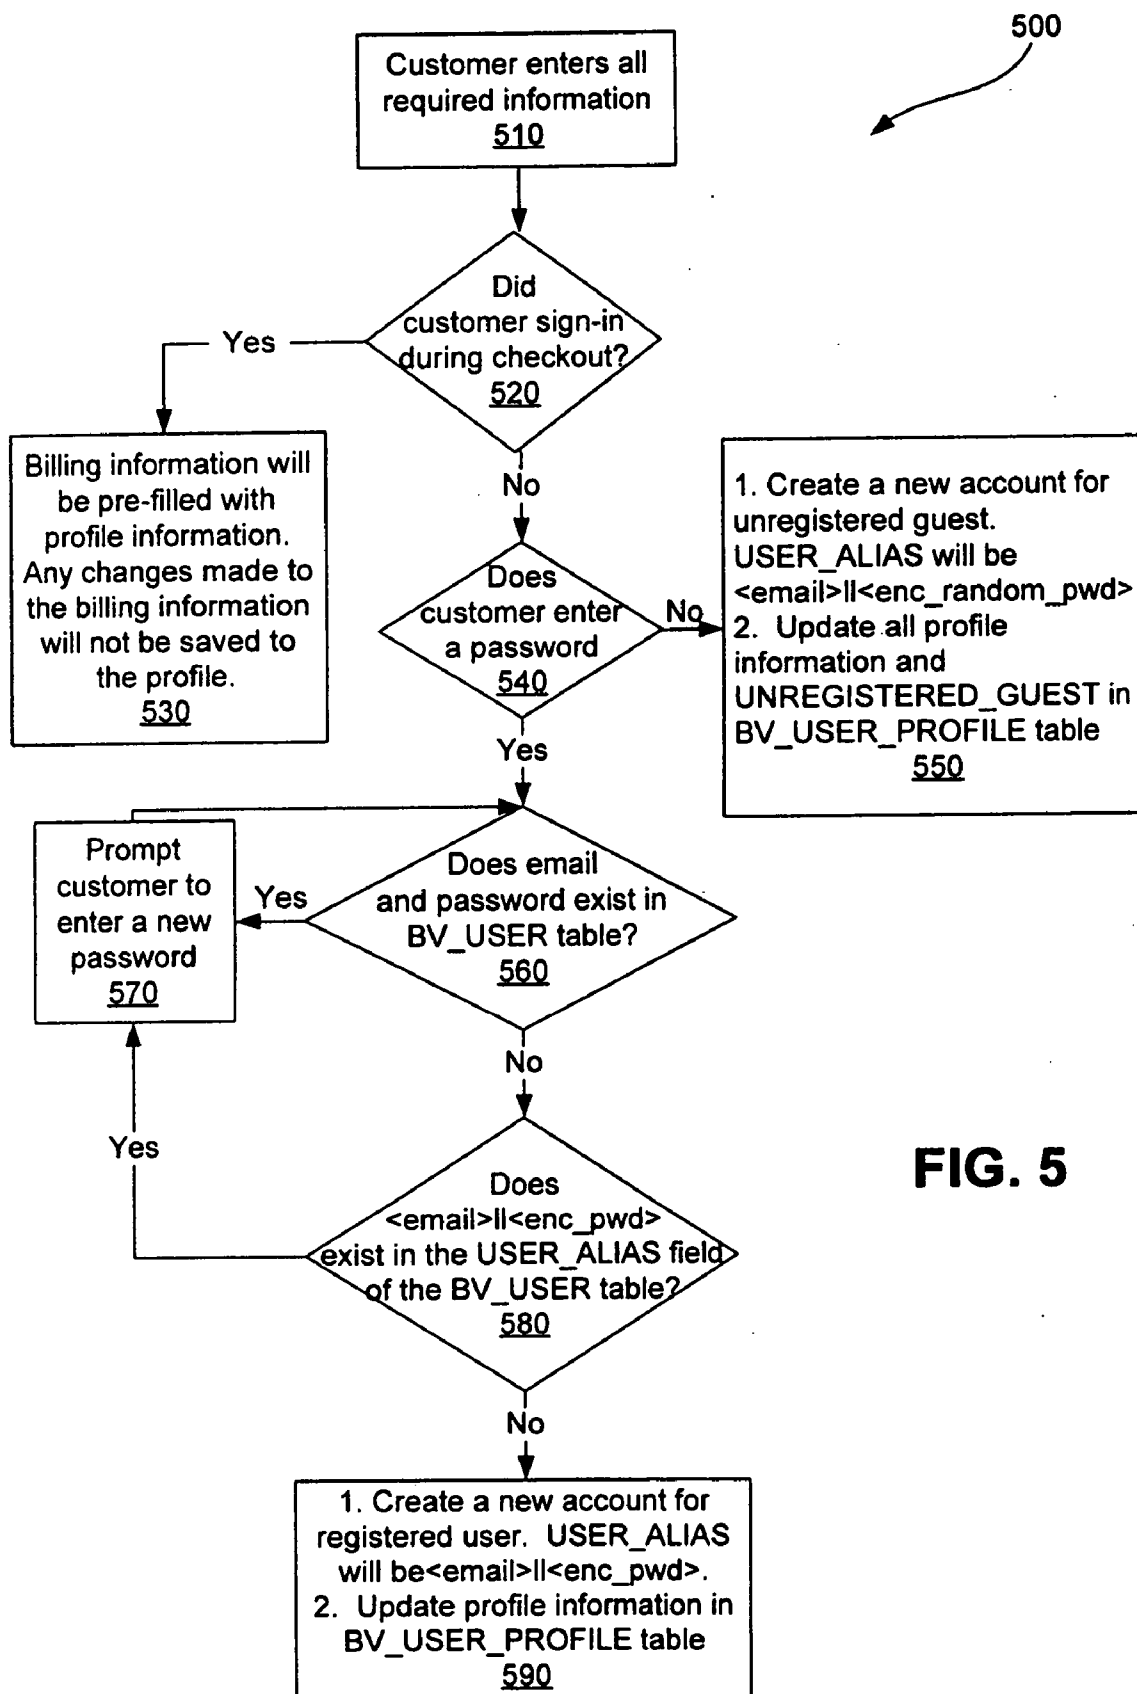 500
Customer enters all
required information
510
Did
customer sign-in
during checkout?
520
Yes
No
Billing information will
be pre-filled with
profile information.
Any changes made to
the billing information
will not be saved to
the profile.
530
Does
customer enter
a password
540
No
Yes
1. Create a new account for
unregistered guest.
USER_ALIAS will be
<email>||<enc_random_pwd>
2. Update all profile
information and
UNREGISTERED_GUEST in
BV_USER_PROFILE table
550
Does email
and password exist in
BV_USER table?
560
Yes
No
Prompt
customer to
enter a new
password
570
Does
<email>||<enc_pwd>
exist in the USER_ALIAS field
of the BV_USER table?
580
Yes
No
FIG. 5
1. Create a new account for
registered user. USER_ALIAS
will be<email>||<enc_pwd>.
2. Update profile information in
BV_USER_PROFILE table
590